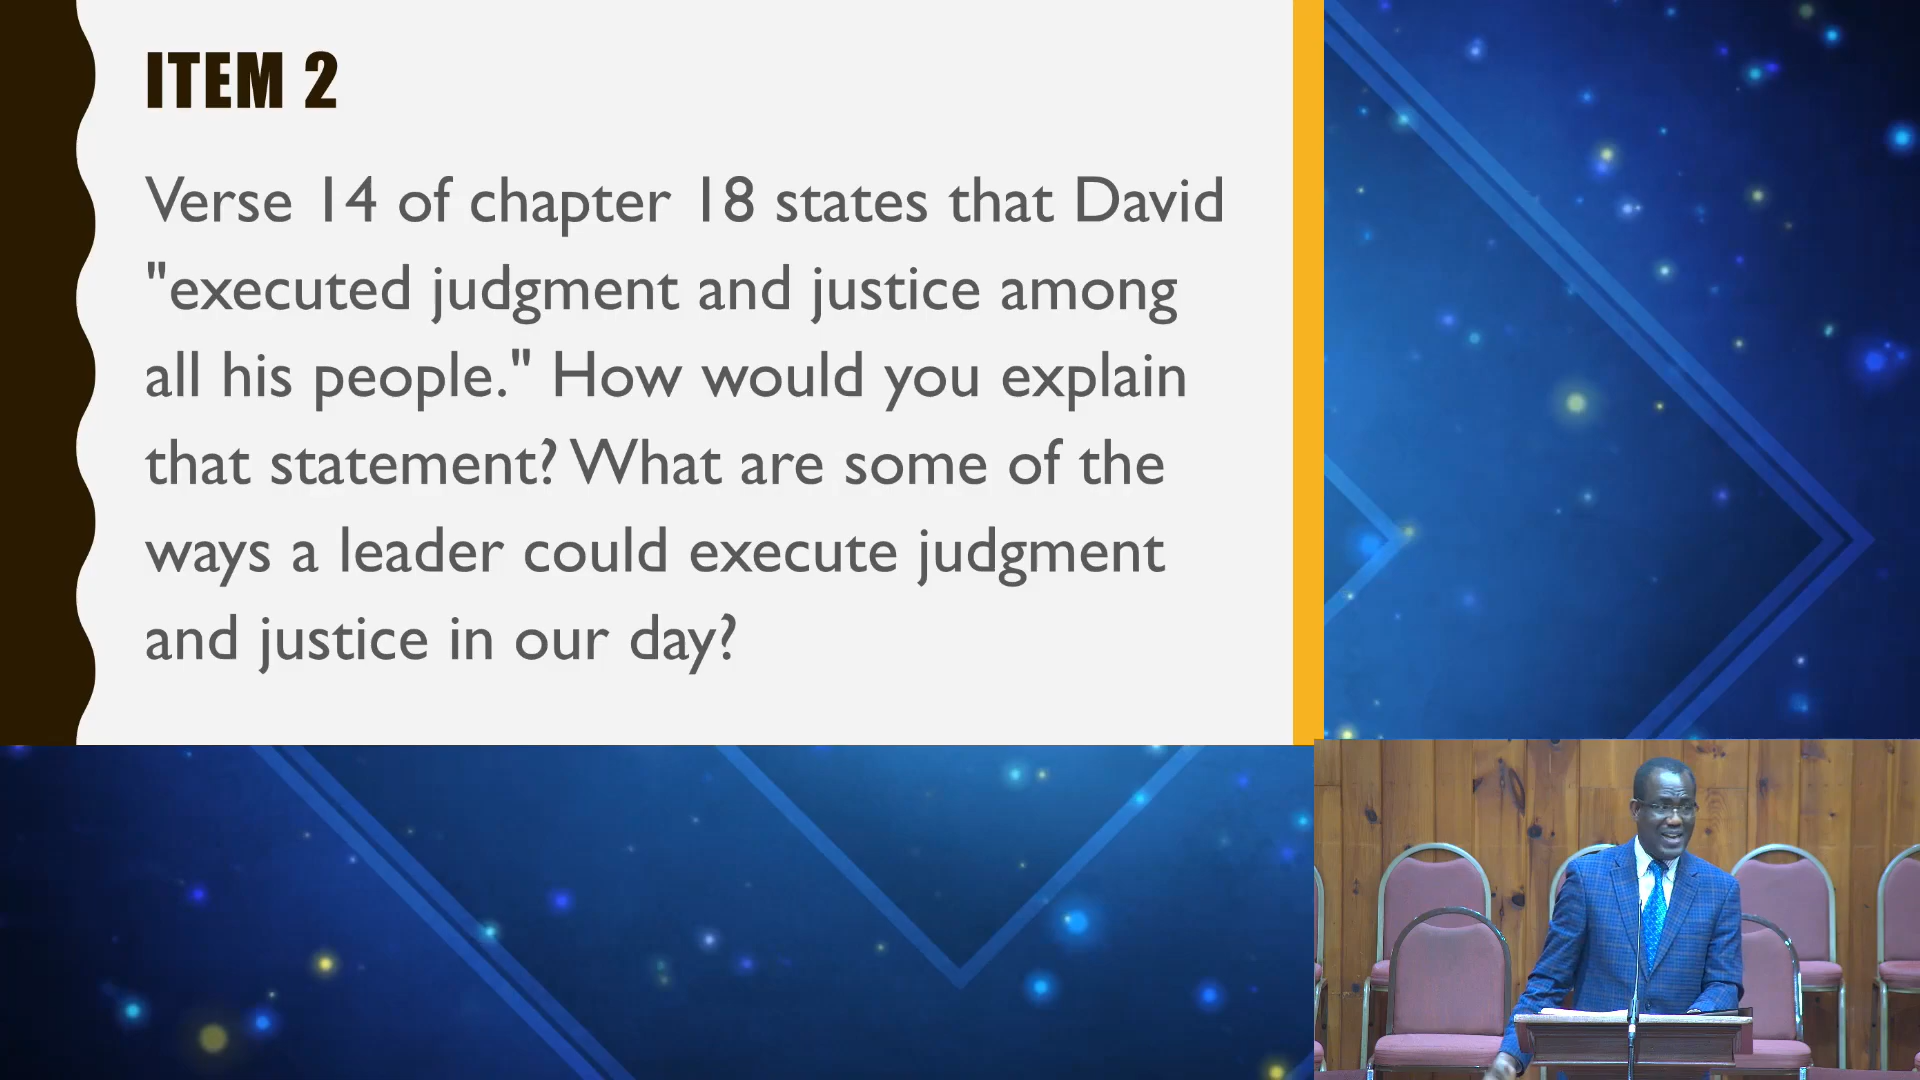 ITEM 2
Verse 14 of chapter 18 states that David
"executed judgment and justice among
all his people." How would you explain
that statement? What are some of the
ways a leader could execute judgment
and justice in our day?